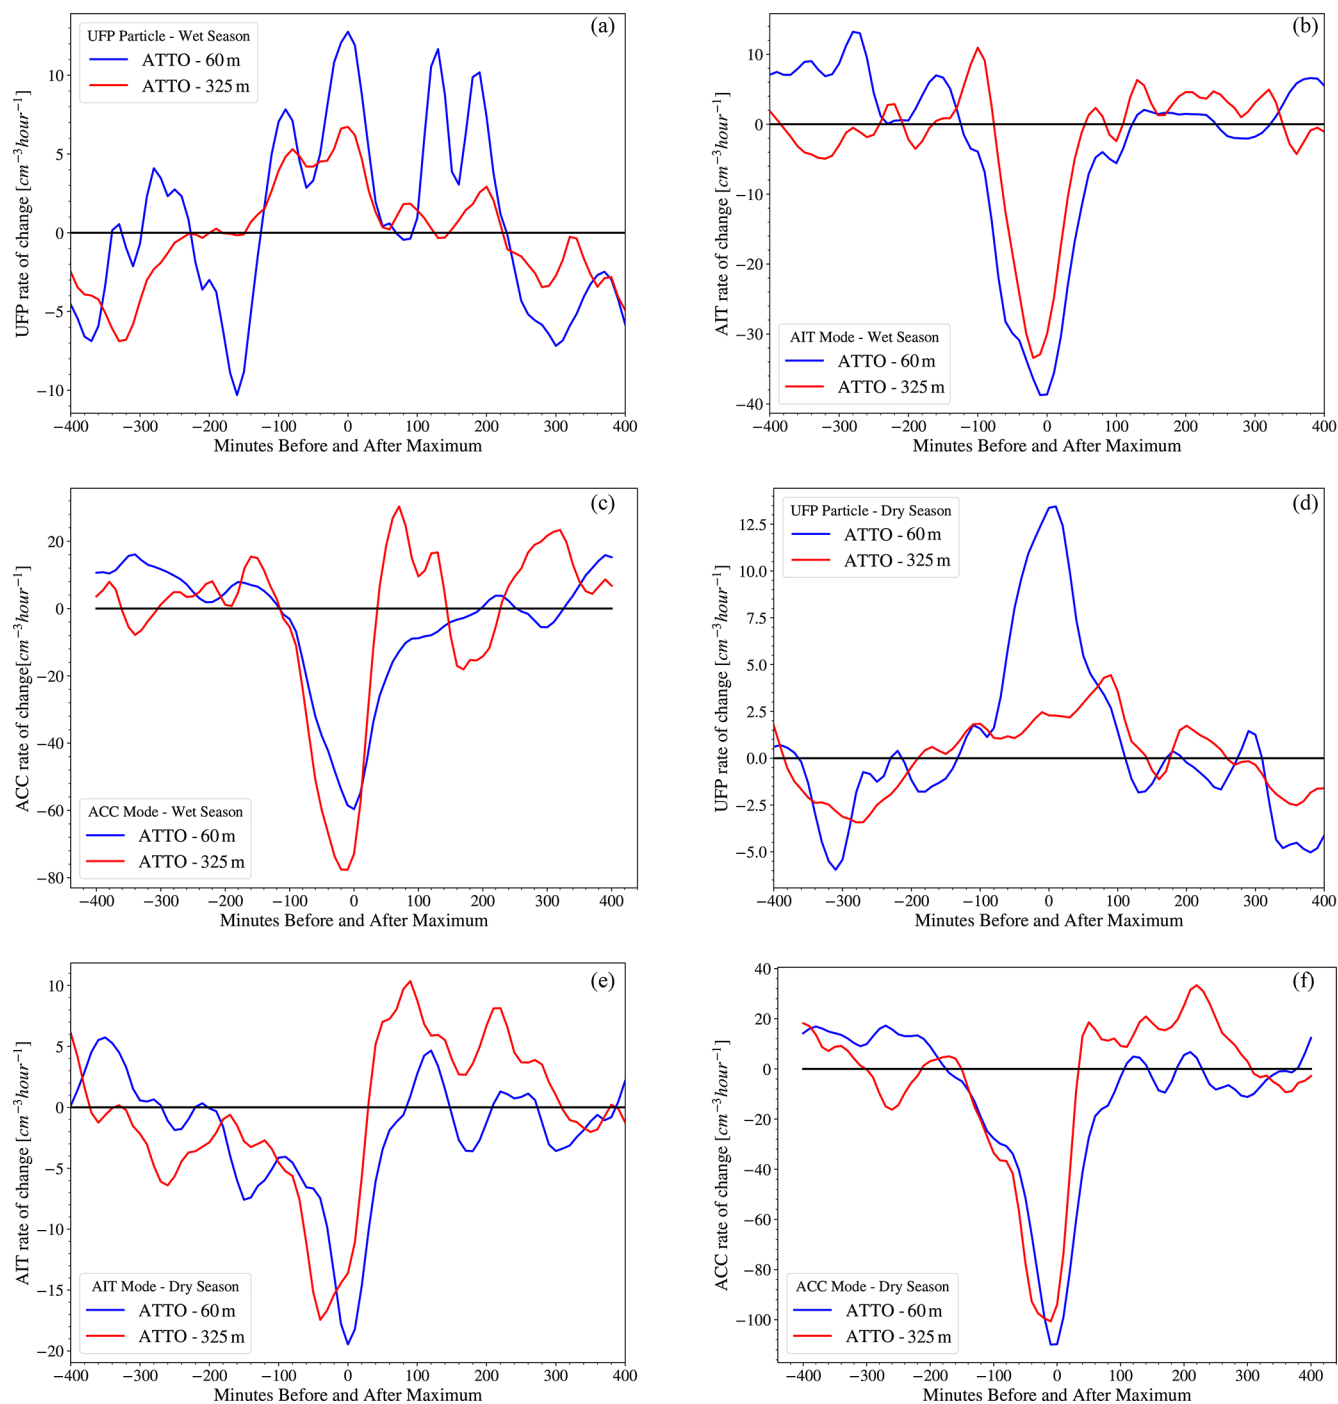 (a)
UFP Particle - Wet Season
ATTO - 60 m
ATTO - 325 m
UFP rate of change [cm⁻³hour⁻¹]
10
5
0
−5
−10
−400 −300 −200 −100 0 100 200 300 400
Minutes Before and After Maximum
(b)
AIT rate of change [cm⁻³hour⁻¹]
10
0
−10
−20
−30
−40
AIT Mode - Wet Season
ATTO - 60 m
ATTO - 325 m
−400 −300 −200 −100 0 100 200 300 400
Minutes Before and After Maximum
(c)
ACC rate of change[cm⁻³hour⁻¹]
20
0
−20
−40
−60
−80
ACC Mode - Wet Season
ATTO - 60 m
ATTO - 325 m
−400 −300 −200 −100 0 100 200 300 400
Minutes Before and After Maximum
(d)
UFP Particle - Dry Season
ATTO - 60 m
ATTO - 325 m
UFP rate of change [cm⁻³hour⁻¹]
12.5
10.0
7.5
5.0
2.5
0.0
−2.5
−5.0
−400 −300 −200 −100 0 100 200 300 400
Minutes Before and After Maximum
(e)
AIT rate of change [cm⁻³hour⁻¹]
10
5
0
−5
−10
−15
−20
AIT Mode - Dry Season
ATTO - 60 m
ATTO - 325 m
−400 −300 −200 −100 0 100 200 300 400
Minutes Before and After Maximum
(f)
ACC rate of change [cm⁻³hour⁻¹]
40
20
0
−20
−40
−60
−80
−100
ACC Mode - Dry Season
ATTO - 60 m
ATTO - 325 m
−400 −300 −200 −100 0 100 200 300 400
Minutes Before and After Maximum